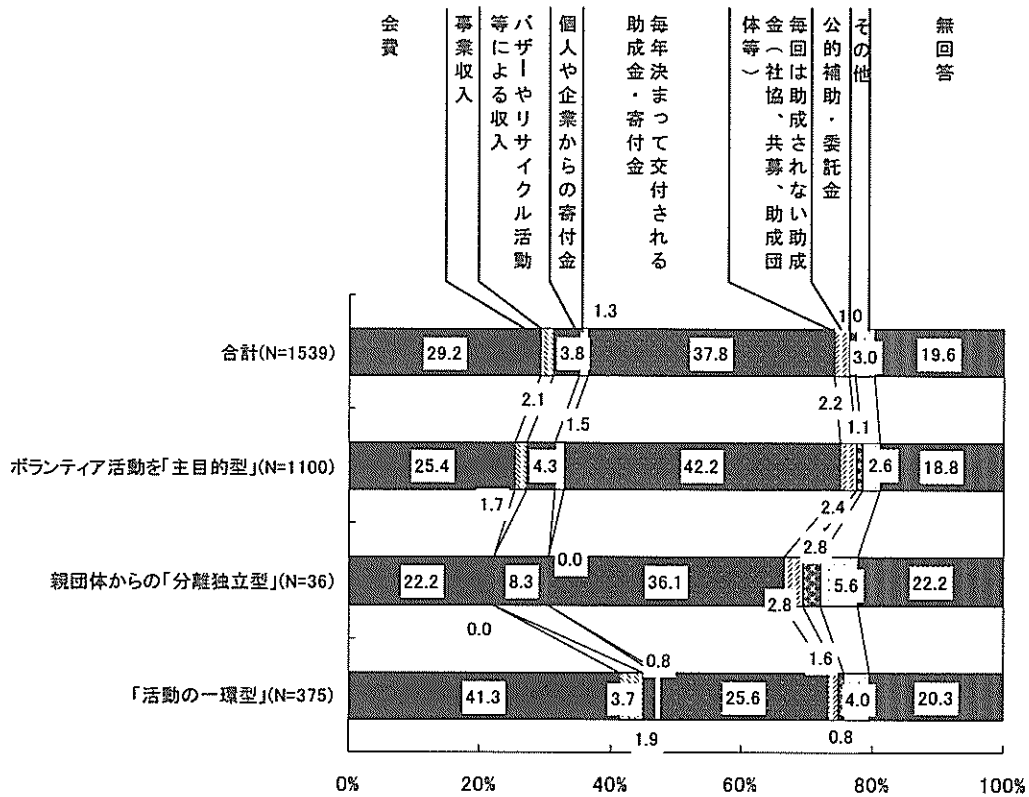 会費
事業収入
バザーやリサイクル活動
等による収入
個人や企業からの寄付金
毎年決まって交付される
助成金・寄付金
毎回は助成されない助成
金（社協、共募、助成団
体等）
公的補助・委託金
その他
無回答
1.3
1.0
合計(N=1539)
29.2
3.8
37.8
3.0
19.6
2.1
1.5
2.2
1.1
ボランティア活動を「主目的型」(N=1100)
25.4
4.3
42.2
2.6
18.8
1.7
2.4
0.0
2.8
親団体からの「分離独立型」(N=36)
22.2
8.3
36.1
5.6
22.2
2.8
0.0
0.8
1.6
「活動の一環型」(N=375)
41.3
3.7
25.6
4.0
20.3
1.9
0.8
0%
20%
40%
60%
80%
100%